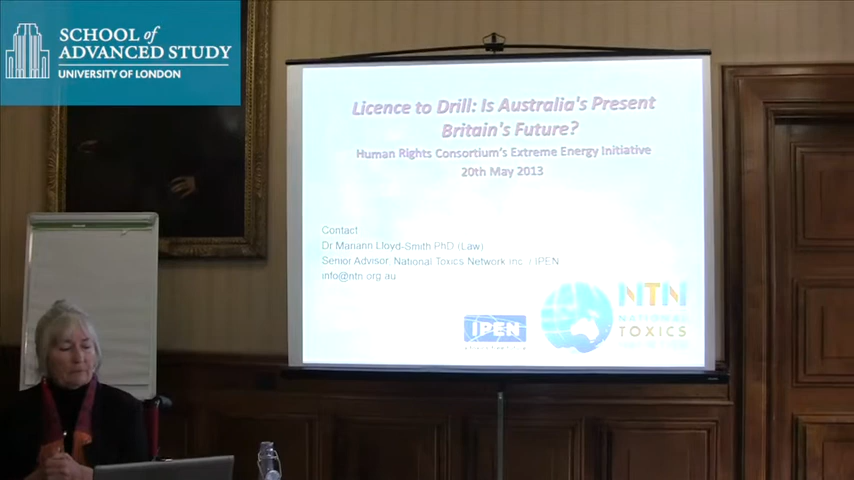 SCHOOL of
ADVANCED STUDY
UNIVERSITY OF LONDON
Licence to Drill: Is Australia's Present
Britain's Future?
Human Rights Consortium's Extreme Energy Initiative
20th May 2013
Contact
Dr Mariann Lloyd-Smith PhD (Law)
Senior Advisor, National Toxics Network Inc. / IPEN
info@ntn.org.au
IPEN
NTN
NATIONAL
TOXICS